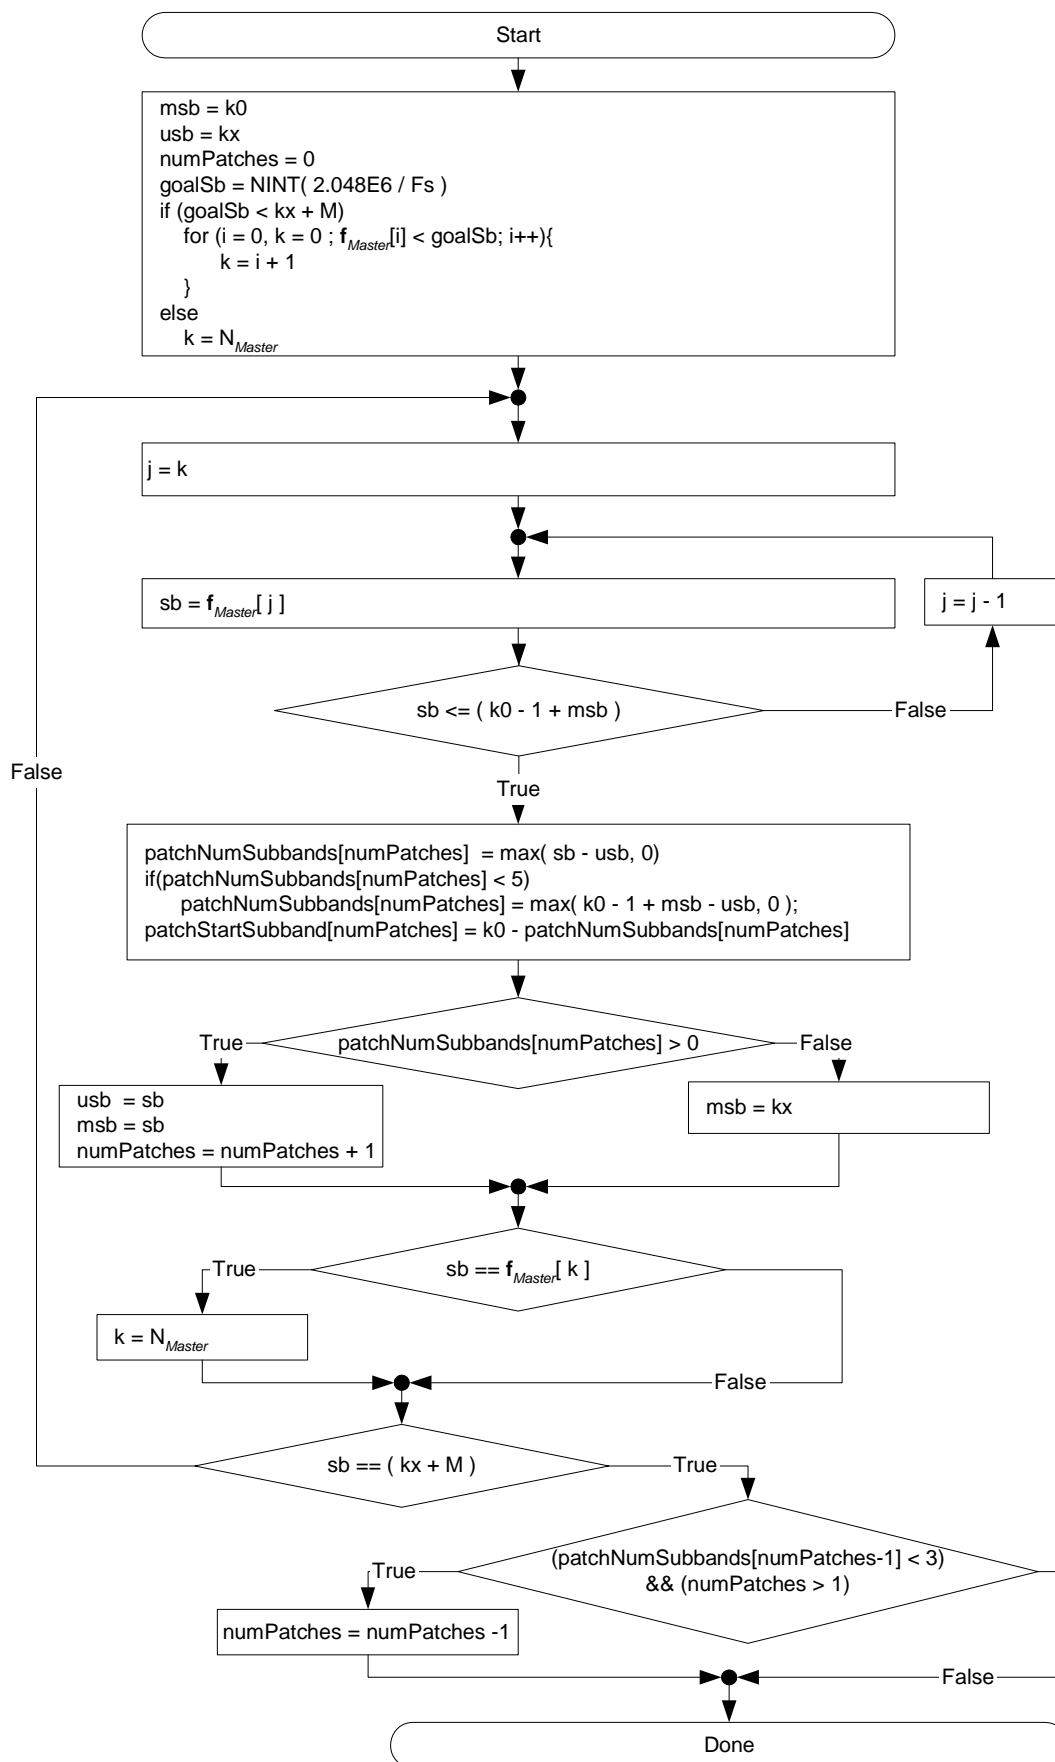 Start
msb = k0
usb = kx
numPatches = 0
goalSb = NINT( 2.048E6 / Fs )
if (goalSb < kx + M)
for (i = 0, k = 0 ; fMaster[i] < goalSb; i++){
k = i + 1
}
else
k = NMaster
j = k
sb = fMaster[ j ]
j = j - 1
sb <= ( k0 - 1 + msb )
False
False
True
patchNumSubbands[numPatches] = max( sb - usb, 0)
if(patchNumSubbands[numPatches] < 5)
patchNumSubbands[numPatches] = max( k0 - 1 + msb - usb, 0 );
patchStartSubband[numPatches] = k0 - patchNumSubbands[numPatches]
True
patchNumSubbands[numPatches] > 0
False
usb = sb
msb = sb
numPatches = numPatches + 1
msb = kx
True
sb == fMaster[ k ]
k = NMaster
False
sb == ( kx + M )
True
(patchNumSubbands[numPatches-1] < 3)
&& (numPatches > 1)
True
numPatches = numPatches -1
False
Done